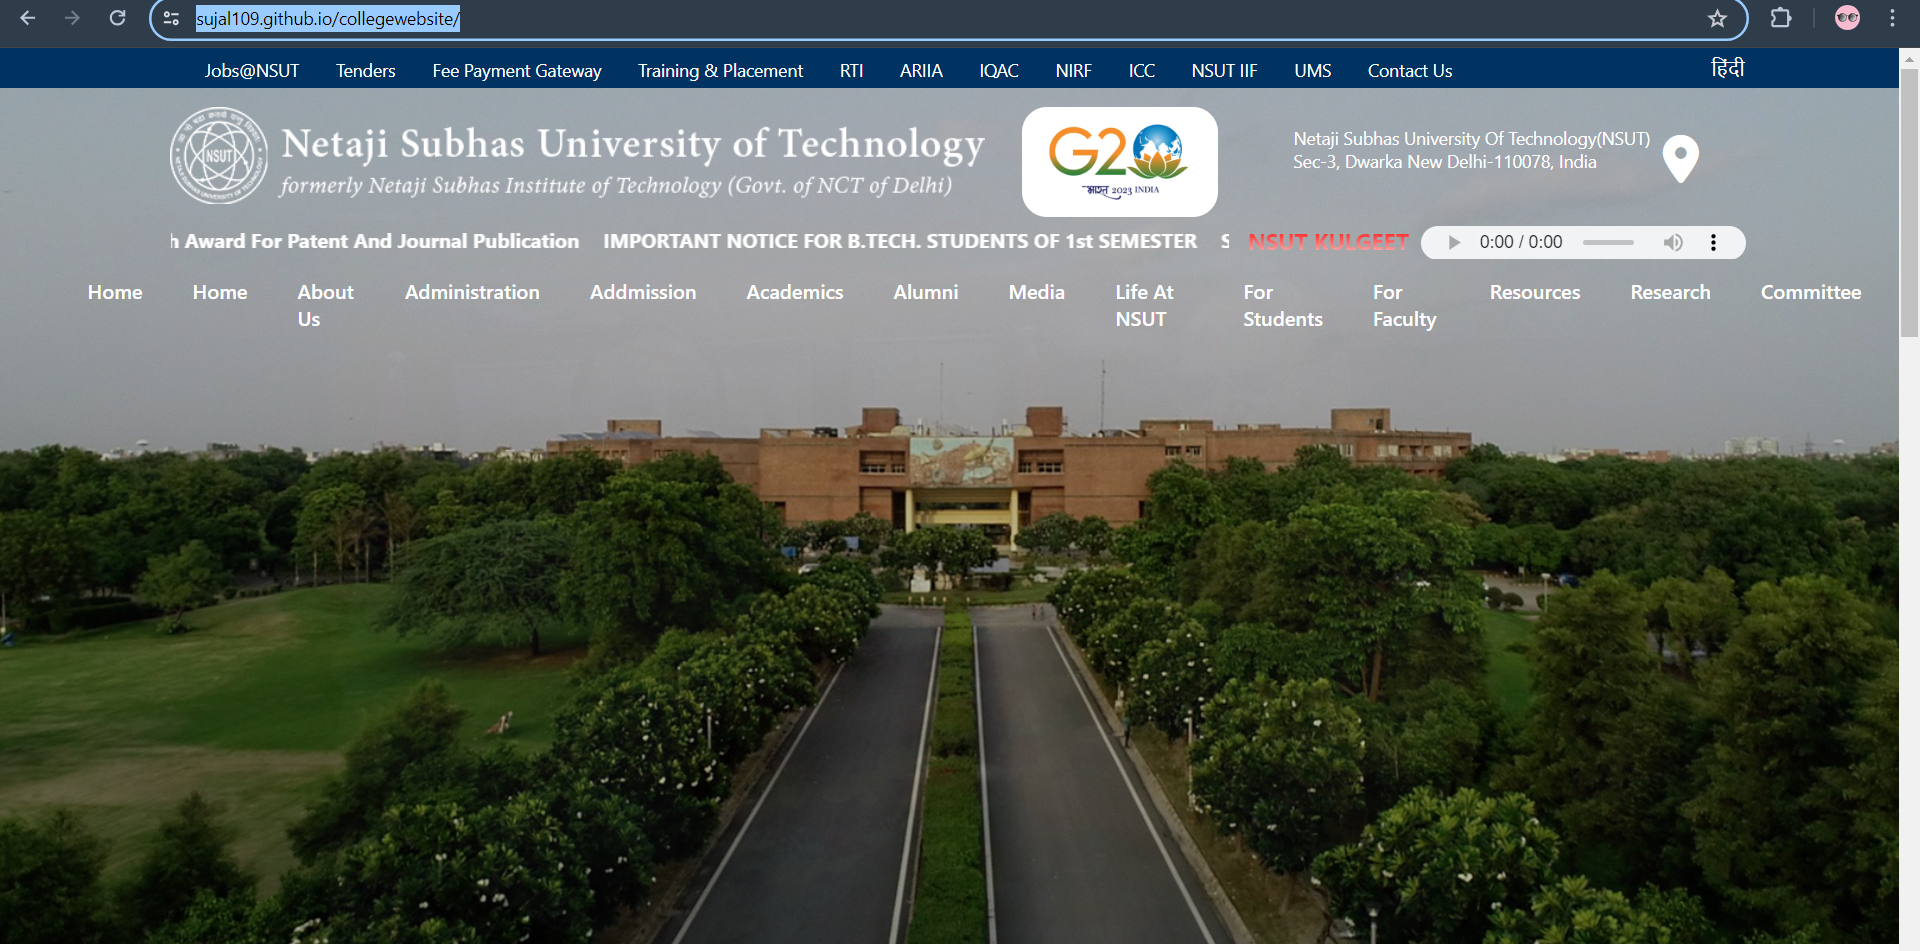 sujal109.github.io/collegewebsite/
Jobs@NSUT Tenders Fee Payment Gateway Training & Placement RTI ARIIA IQAC NIRF ICC NSUT IIF UMS Contact Us हिंदी
NSUT
Netaji Subhas University of Technology
formerly Netaji Subhas Institute of Technology (Govt. of NCT of Delhi)
G20
भारत 2023 INDIA
Netaji Subhas University Of Technology(NSUT)
Sec-3, Dwarka New Delhi-110078, India
h Award For Patent And Journal Publication IMPORTANT NOTICE FOR B.TECH. STUDENTS OF 1st SEMESTER S NSUT KULGEET 0:00 / 0:00
Home Home About Us Administration Addmission Academics Alumni Media Life At NSUT For Students For Faculty Resources Research Committee